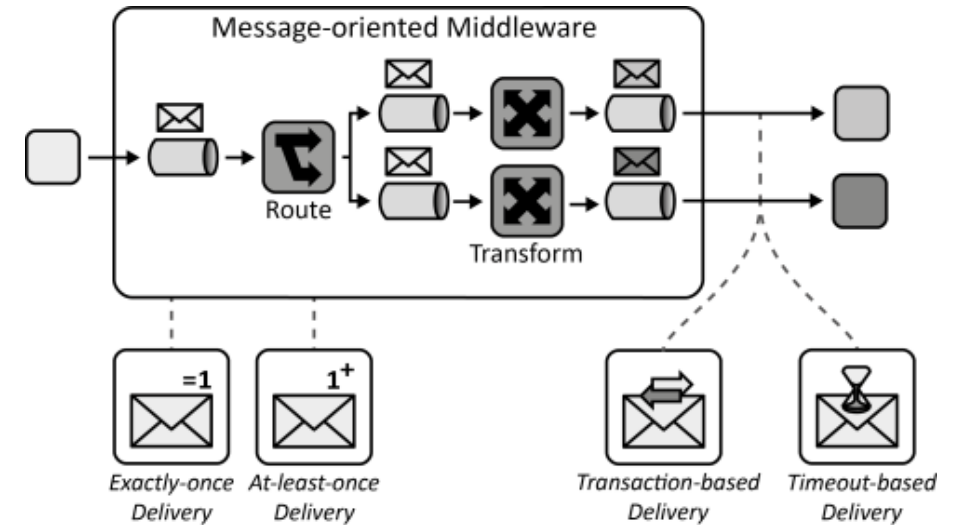 Message-oriented Middleware
Route
Transform
=1
1+
Exactly-once
Delivery
At-least-once
Delivery
Transaction-based
Delivery
Timeout-based
Delivery